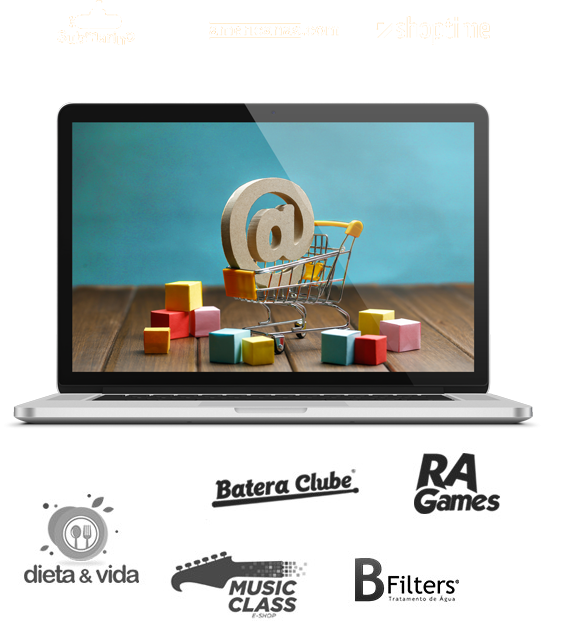 @
Batera Clube®
RA
Games
dieta & vida
MUSIC
CLASS
E-SHOP
BFilters®
Tratamento de Água